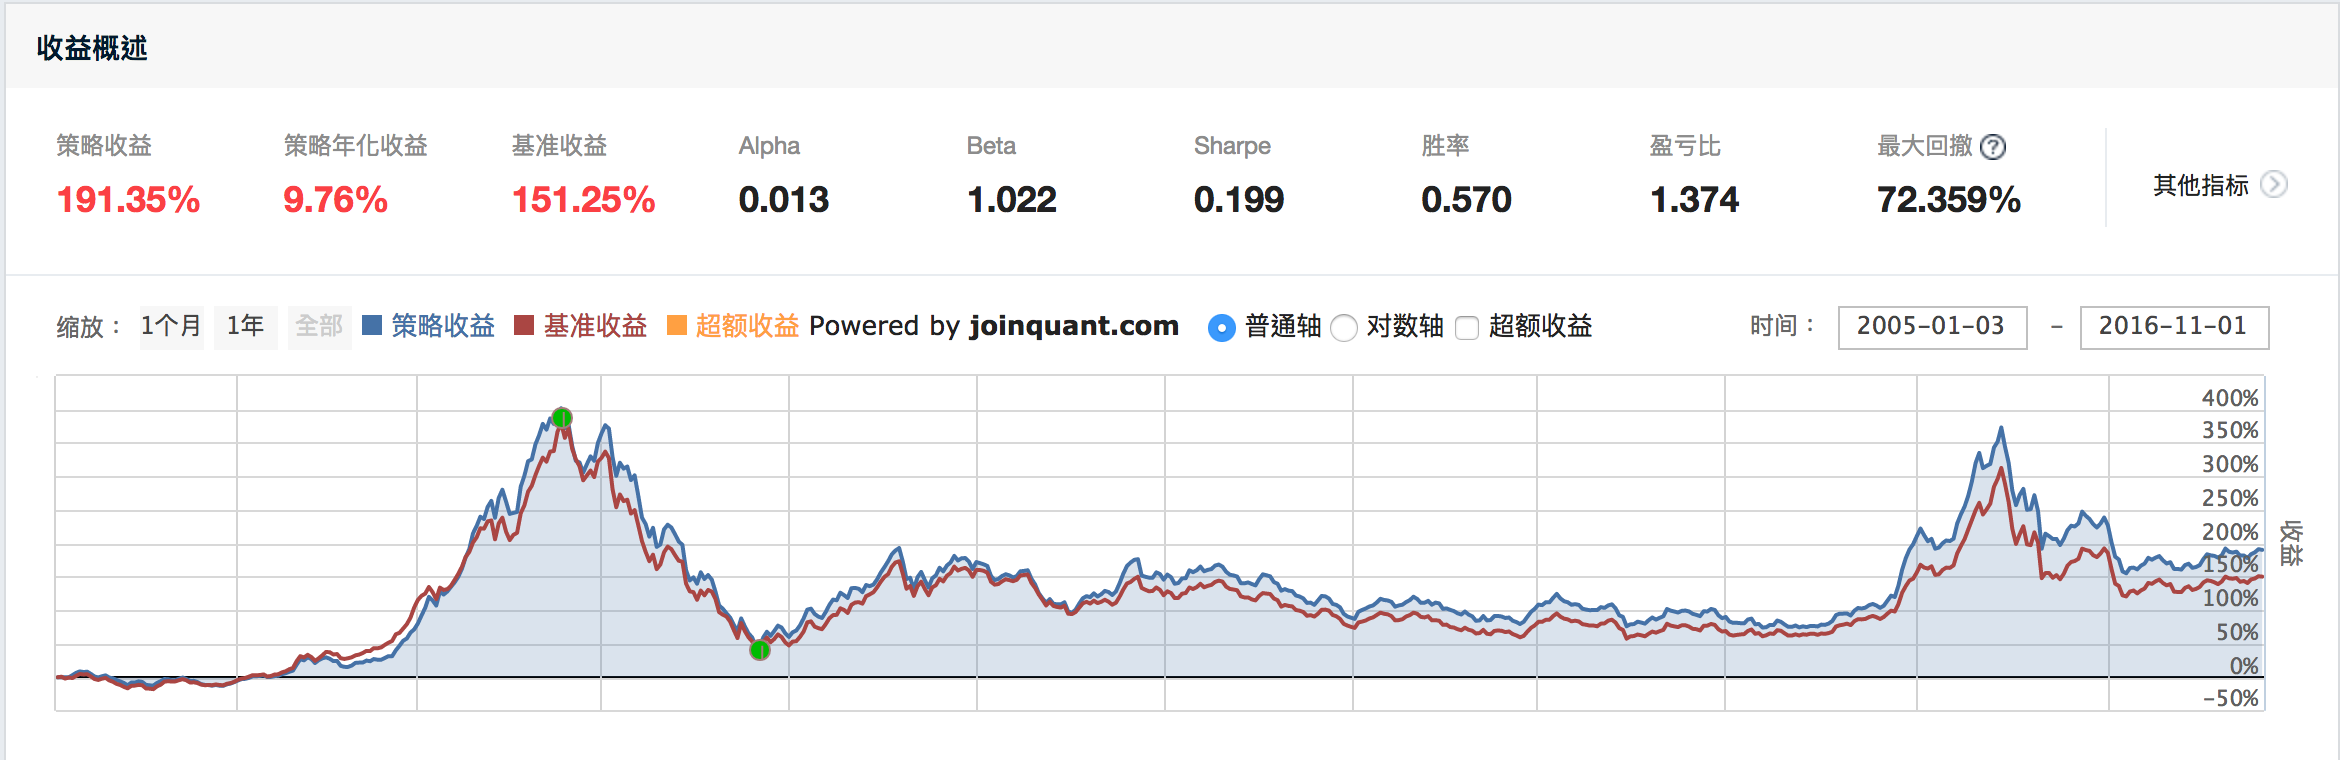 收益概述
策略收益 策略年化收益 基准收益 Alpha Beta Sharpe 胜率 盈亏比 最大回撤 ?
191.35% 9.76% 151.25% 0.013 1.022 0.199 0.570 1.374 72.359% 其他指标
缩放： 1个月 1年 全部 策略收益 基准收益 超额收益 Powered by joinquant.com 普通轴 对数轴 超额收益 时间： 2005-01-03 – 2016-11-01
400%
350%
300%
250%
200%
150%
100%
50%
0%
-50%
收益